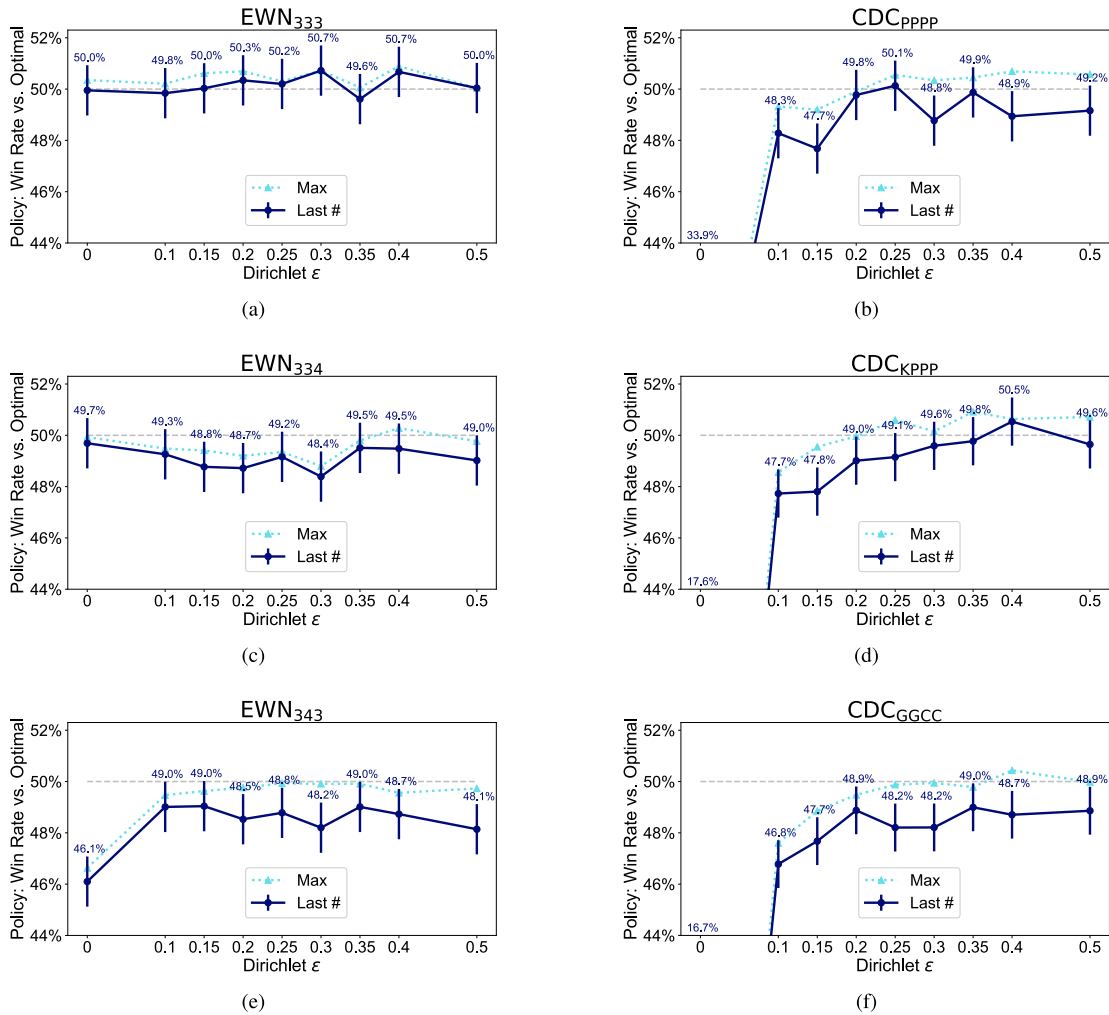 EWN333
Policy: Win Rate vs. Optimal
52%
50%
48%
46%
44%
50.0% 49.8% 50.0% 50.3% 50.2% 50.7% 49.6% 50.7% 50.0%
Max
Last #
0 0.1 0.15 0.2 0.25 0.3 0.35 0.4 0.5
Dirichlet ε
(a)
CDCPPPP
Policy: Win Rate vs. Optimal
52%
50%
48%
46%
44%
33.9% 48.3% 47.7% 49.8% 50.1% 48.8% 49.9% 48.9% 49.2%
Max
Last #
0 0.1 0.15 0.2 0.25 0.3 0.35 0.4 0.5
Dirichlet ε
(b)
EWN334
Policy: Win Rate vs. Optimal
52%
50%
48%
46%
44%
49.7% 49.3% 48.8% 48.7% 49.2% 48.4% 49.5% 49.5% 49.0%
Max
Last #
0 0.1 0.15 0.2 0.25 0.3 0.35 0.4 0.5
Dirichlet ε
(c)
CDCKPPP
Policy: Win Rate vs. Optimal
52%
50%
48%
46%
44%
17.6% 47.7% 47.8% 49.0% 49.1% 49.6% 49.8% 50.5% 49.6%
Max
Last #
0 0.1 0.15 0.2 0.25 0.3 0.35 0.4 0.5
Dirichlet ε
(d)
EWN343
Policy: Win Rate vs. Optimal
52%
50%
48%
46%
44%
46.1% 49.0% 49.0% 48.5% 48.8% 48.2% 49.0% 48.7% 48.1%
Max
Last #
0 0.1 0.15 0.2 0.25 0.3 0.35 0.4 0.5
Dirichlet ε
(e)
CDCGGCC
Policy: Win Rate vs. Optimal
52%
50%
48%
46%
44%
16.7% 46.8% 47.7% 48.9% 48.2% 48.2% 49.0% 48.7% 48.9%
Max
Last #
0 0.1 0.15 0.2 0.25 0.3 0.35 0.4 0.5
Dirichlet ε
(f)